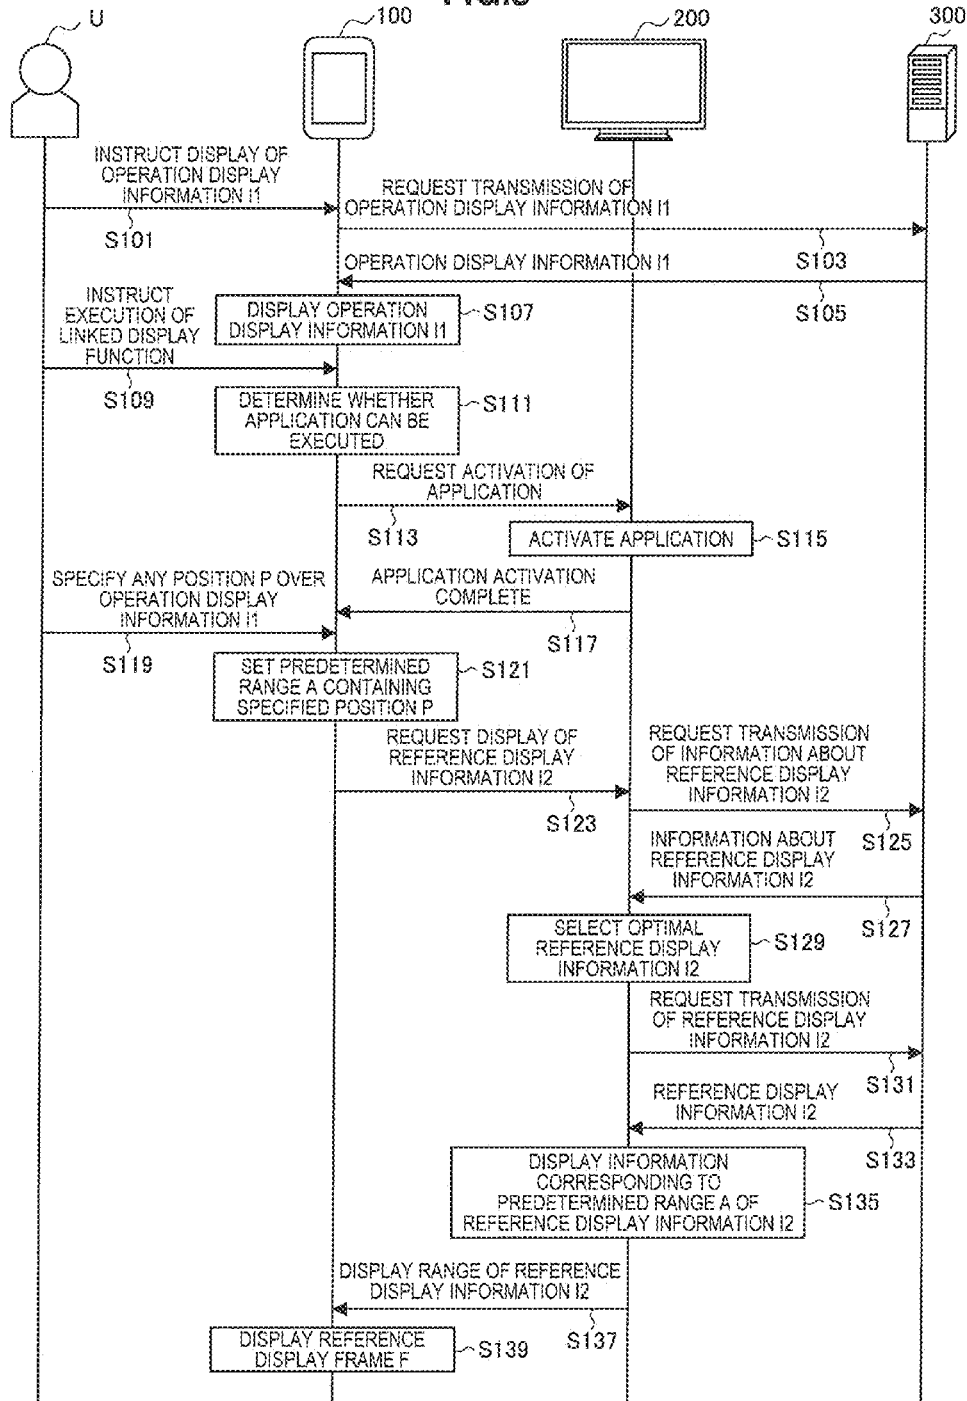 U
100
200
300
INSTRUCT DISPLAY OF
OPERATION DISPLAY
INFORMATION I1
S101
REQUEST TRANSMISSION OF
OPERATION DISPLAY INFORMATION I1
S103
OPERATION DISPLAY INFORMATION I1
S105
DISPLAY OPERATION
DISPLAY INFORMATION I1
S107
INSTRUCT
EXECUTION OF
LINKED DISPLAY
FUNCTION
S109
DETERMINE WHETHER
APPLICATION CAN BE
EXECUTED
S111
REQUEST ACTIVATION OF
APPLICATION
S113
ACTIVATE APPLICATION
S115
APPLICATION ACTIVATION
COMPLETE
S117
SPECIFY ANY POSITION P OVER
OPERATION DISPLAY
INFORMATION I1
S119
SET PREDETERMINED
RANGE A CONTAINING
SPECIFIED POSITION P
S121
REQUEST DISPLAY OF
REFERENCE DISPLAY
INFORMATION I2
S123
REQUEST TRANSMISSION
OF INFORMATION ABOUT
REFERENCE DISPLAY
INFORMATION I2
S125
INFORMATION ABOUT
REFERENCE DISPLAY
INFORMATION I2
S127
SELECT OPTIMAL
REFERENCE DISPLAY
INFORMATION I2
S129
REQUEST TRANSMISSION
OF REFERENCE DISPLAY
INFORMATION I2
S131
REFERENCE DISPLAY
INFORMATION I2
S133
DISPLAY INFORMATION
CORRESPONDING TO
PREDETERMINED RANGE A OF
REFERENCE DISPLAY INFORMATION I2
S135
DISPLAY RANGE OF REFERENCE
DISPLAY INFORMATION I2
S137
DISPLAY REFERENCE
DISPLAY FRAME F
S139